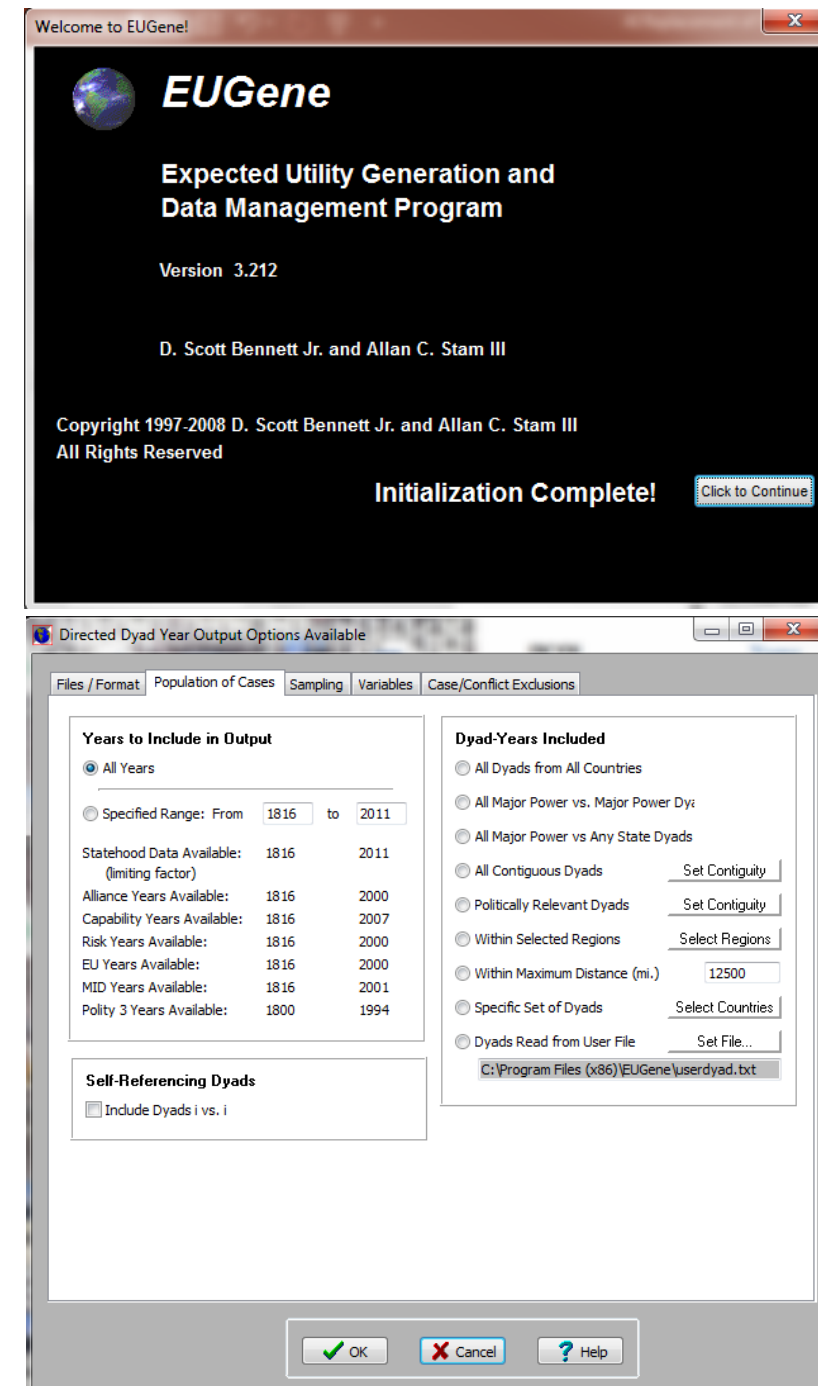 Welcome to EUGene!
EUGene
Expected Utility Generation and
Data Management Program
Version 3.212
D. Scott Bennett Jr. and Allan C. Stam III
Copyright 1997-2008 D. Scott Bennett Jr. and Allan C. Stam III
All Rights Reserved
Initialization Complete!
Click to Continue
Directed Dyad Year Output Options Available
Files / Format Population of Cases Sampling Variables Case/Conflict Exclusions
Years to Include in Output
All Years
Specified Range: From 1816 to 2011
Statehood Data Available: 1816 2011
(limiting factor)
Alliance Years Available: 1816 2000
Capability Years Available: 1816 2007
Risk Years Available: 1816 2000
EU Years Available: 1816 2000
MID Years Available: 1816 2001
Polity 3 Years Available: 1800 1994
Self-Referencing Dyads
Include Dyads i vs. i
Dyad-Years Included
All Dyads from All Countries
All Major Power vs. Major Power Dya
All Major Power vs Any State Dyads
All Contiguous Dyads Set Contiguity
Politically Relevant Dyads Set Contiguity
Within Selected Regions Select Regions
Within Maximum Distance (mi.) 12500
Specific Set of Dyads Select Countries
Dyads Read from User File Set File...
C:\Program Files (x86)\EUGene\userdyad.txt
OK Cancel Help